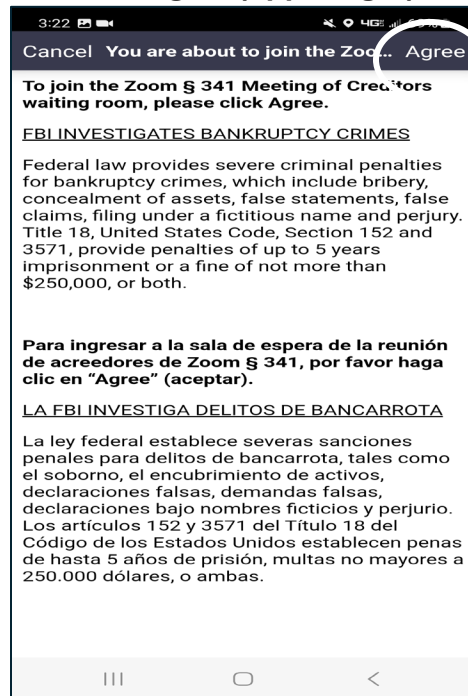 3:22 4G
Cancel You are about to join the Zoo... Agree
To join the Zoom § 341 Meeting of Creditors
waiting room, please click Agree.
FBI INVESTIGATES BANKRUPTCY CRIMES
Federal law provides severe criminal penalties
for bankruptcy crimes, which include bribery,
concealment of assets, false statements, false
claims, filing under a fictitious name and perjury.
Title 18, United States Code, Section 152 and
3571, provide penalties of up to 5 years
imprisonment or a fine of not more than
$250,000, or both.
Para ingresar a la sala de espera de la reunión
de acreedores de Zoom § 341, por favor haga
clic en “Agree” (aceptar).
LA FBI INVESTIGA DELITOS DE BANCARROTA
La ley federal establece severas sanciones
penales para delitos de bancarrota, tales como
el soborno, el encubrimiento de activos,
declaraciones falsas, demandas falsas,
declaraciones bajo nombres ficticios y perjurio.
Los artículos 152 y 3571 del Título 18 del
Código de los Estados Unidos establecen penas
de hasta 5 años de prisión, multas no mayores a
250.000 dólares, o ambas.